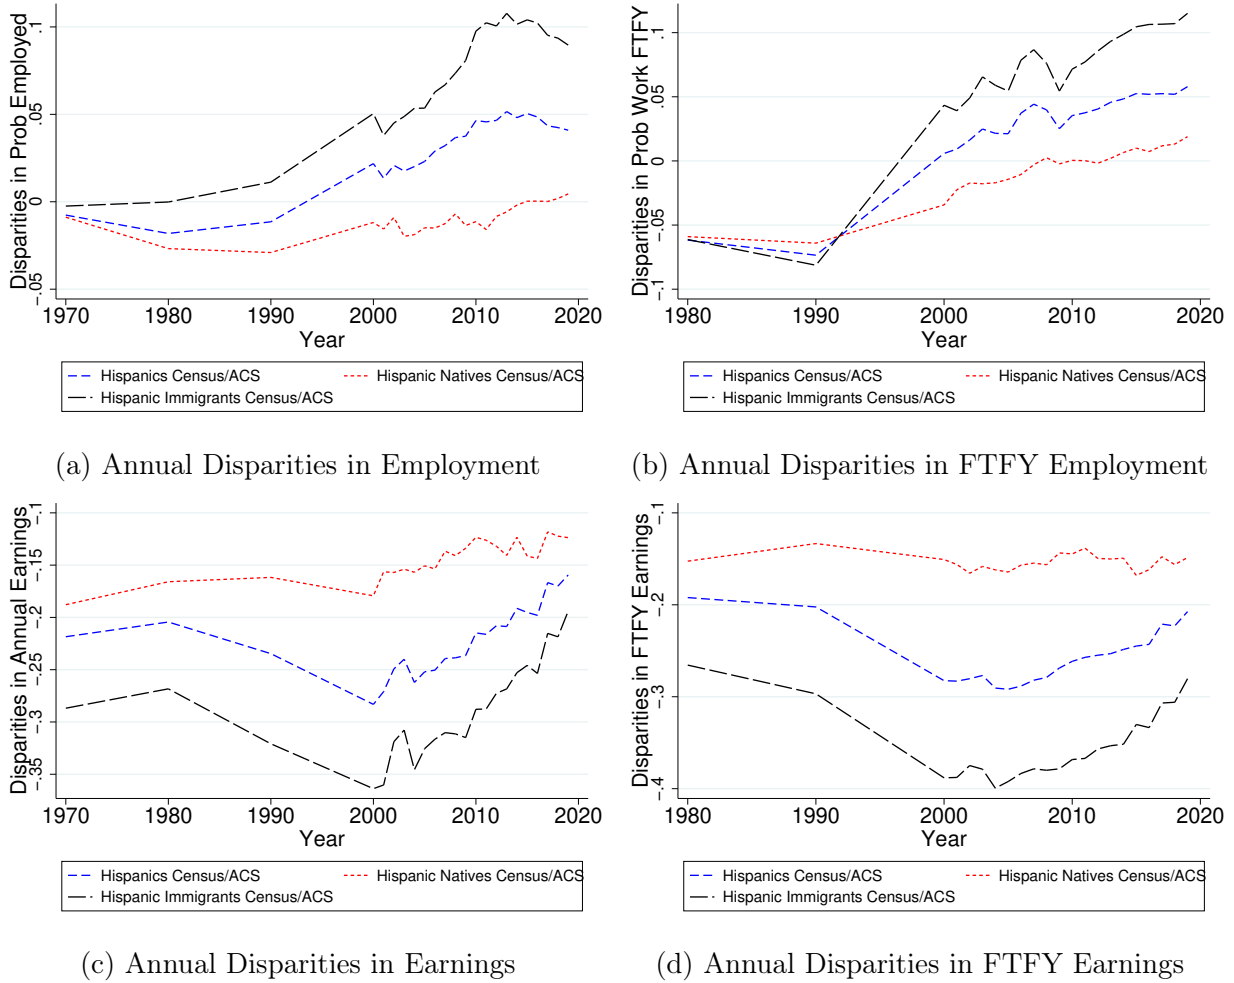 Disparities in Prob Employed
.1
.05
0
-.05
1970 1980 1990 2000 2010 2020
Year
Hispanics Census/ACS
Hispanic Natives Census/ACS
Hispanic Immigrants Census/ACS
(a) Annual Disparities in Employment
Disparities in Prob Work FTFY
.1
.05
0
-.05
-.1
1980 1990 2000 2010 2020
Year
Hispanics Census/ACS
Hispanic Natives Census/ACS
Hispanic Immigrants Census/ACS
(b) Annual Disparities in FTFY Employment
Disparities in Annual Earnings
-.1
-.15
-.2
-.25
-.3
-.35
1970 1980 1990 2000 2010 2020
Year
Hispanics Census/ACS
Hispanic Natives Census/ACS
Hispanic Immigrants Census/ACS
(c) Annual Disparities in Earnings
Disparities in FTFY Earnings
-.1
-.2
-.3
-.4
1980 1990 2000 2010 2020
Year
Hispanics Census/ACS
Hispanic Natives Census/ACS
Hispanic Immigrants Census/ACS
(d) Annual Disparities in FTFY Earnings